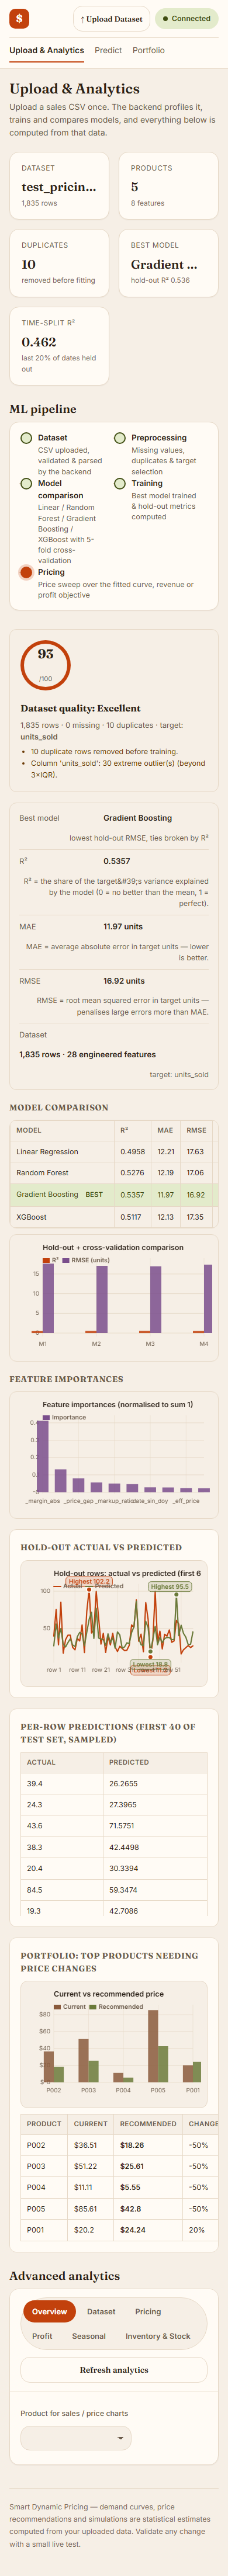 $
↑ Upload Dataset
Connected
Upload & Analytics
Predict
Portfolio
Upload & Analytics
Upload a sales CSV once. The backend profiles it,
trains and compares models, and everything below is
computed from that data.
DATASET
test_pricin...
1,835 rows
PRODUCTS
5
8 features
DUPLICATES
10
removed before fitting
BEST MODEL
Gradient ...
hold-out R² 0.536
TIME-SPLIT R²
0.462
last 20% of dates held
out
ML pipeline
Dataset
CSV uploaded,
validated & parsed
by the backend
Preprocessing
Missing values,
duplicates & target
selection
Model
comparison
Linear / Random
Forest / Gradient
Boosting /
XGBoost with 5-
fold cross-
validation
Training
Best model trained
& hold-out metrics
computed
Pricing
Price sweep over the fitted curve, revenue or
profit objective
93
/100
Dataset quality: Excellent
1,835 rows · 0 missing · 10 duplicates · target:
units_sold
• 10 duplicate rows removed before training.
• Column 'units_sold': 30 extreme outlier(s) (beyond
3×IQR).
Best model
Gradient Boosting
lowest hold-out RMSE, ties broken by R²
R²
0.5357
R² = the share of the target&#39;s variance explained
by the model (0 = no better than the mean, 1 =
perfect).
MAE
11.97 units
MAE = average absolute error in target units — lower
is better.
RMSE
16.92 units
RMSE = root mean squared error in target units —
penalises large errors more than MAE.
Dataset
1,835 rows · 28 engineered features
target: units_sold
MODEL COMPARISON
MODEL R² MAE RMSE
Linear Regression 0.4958 12.21 17.63
Random Forest 0.5276 12.19 17.06
Gradient Boosting BEST 0.5357 11.97 16.92
XGBoost 0.5117 12.13 17.35
Hold-out + cross-validation comparison
R² RMSE (units)
15
10
5
0
M1 M2 M3 M4
FEATURE IMPORTANCES
Feature importances (normalised to sum 1)
Importance
_margin_abs _price_gap _markup_ratio _date_sin_doy _eff_price
HOLD-OUT ACTUAL VS PREDICTED
Hold-out rows: actual vs predicted (first 6
Actual Predicted
Highest 102.2
Highest 95.5
100
50
Lowest 18.8
row 1 row 11 row 21 row 51
PER-ROW PREDICTIONS (FIRST 40 OF
TEST SET, SAMPLED)
ACTUAL PREDICTED
39.4 26.2655
24.3 27.3965
43.6 71.5751
38.3 42.4498
20.4 30.3394
84.5 59.3474
19.3 42.7086
PORTFOLIO: TOP PRODUCTS NEEDING
PRICE CHANGES
Current vs recommended price
Current Recommended
$80
$60
$40
P002 P003 P004 P005 P001
PRODUCT CURRENT RECOMMENDED CHANGE
P002 $36.51 $18.26 -50%
P003 $51.22 $25.61 -50%
P004 $11.11 $5.55 -50%
P005 $85.61 $42.8 -50%
P001 $20.2 $24.24 20%
Advanced analytics
Overview
Dataset
Pricing
Profit
Seasonal
Inventory & Stock
Refresh analytics
Product for sales / price charts
Smart Dynamic Pricing — demand curves, price
recommendations and simulations are statistical estimates
computed from your uploaded data. Validate any change
with a small live test.